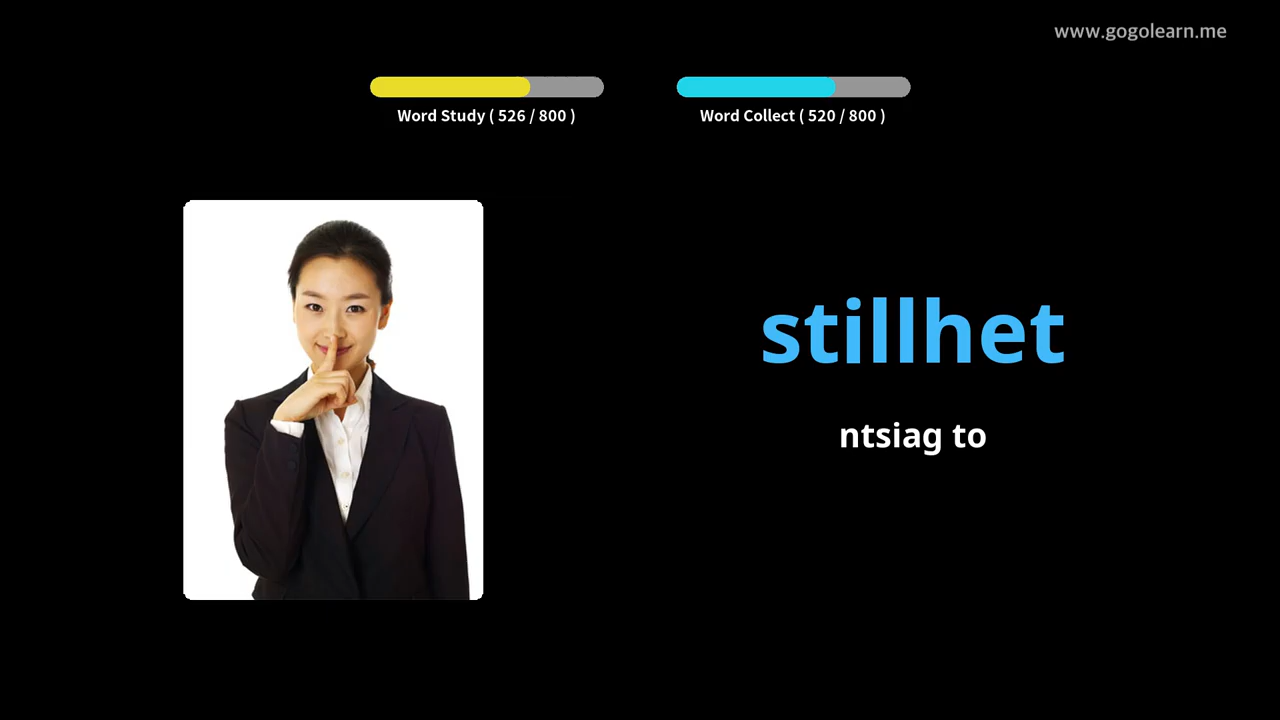 www.gogolearn.me
Word Study ( 526 / 800 )
Word Collect ( 520 / 800 )
stillhet
ntsiag to